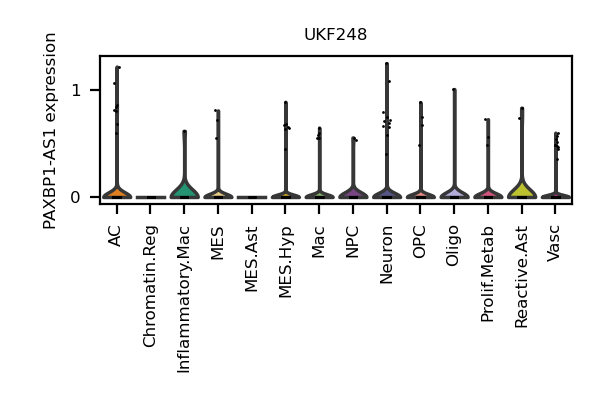 UKF248
PAXBP1-AS1 expression
1
0
AC
Chromatin.Reg
Inflammatory.Mac
MES
MES.Ast
MES.Hyp
Mac
NPC
Neuron
OPC
Oligo
Prolif.Metab
Reactive.Ast
Vasc